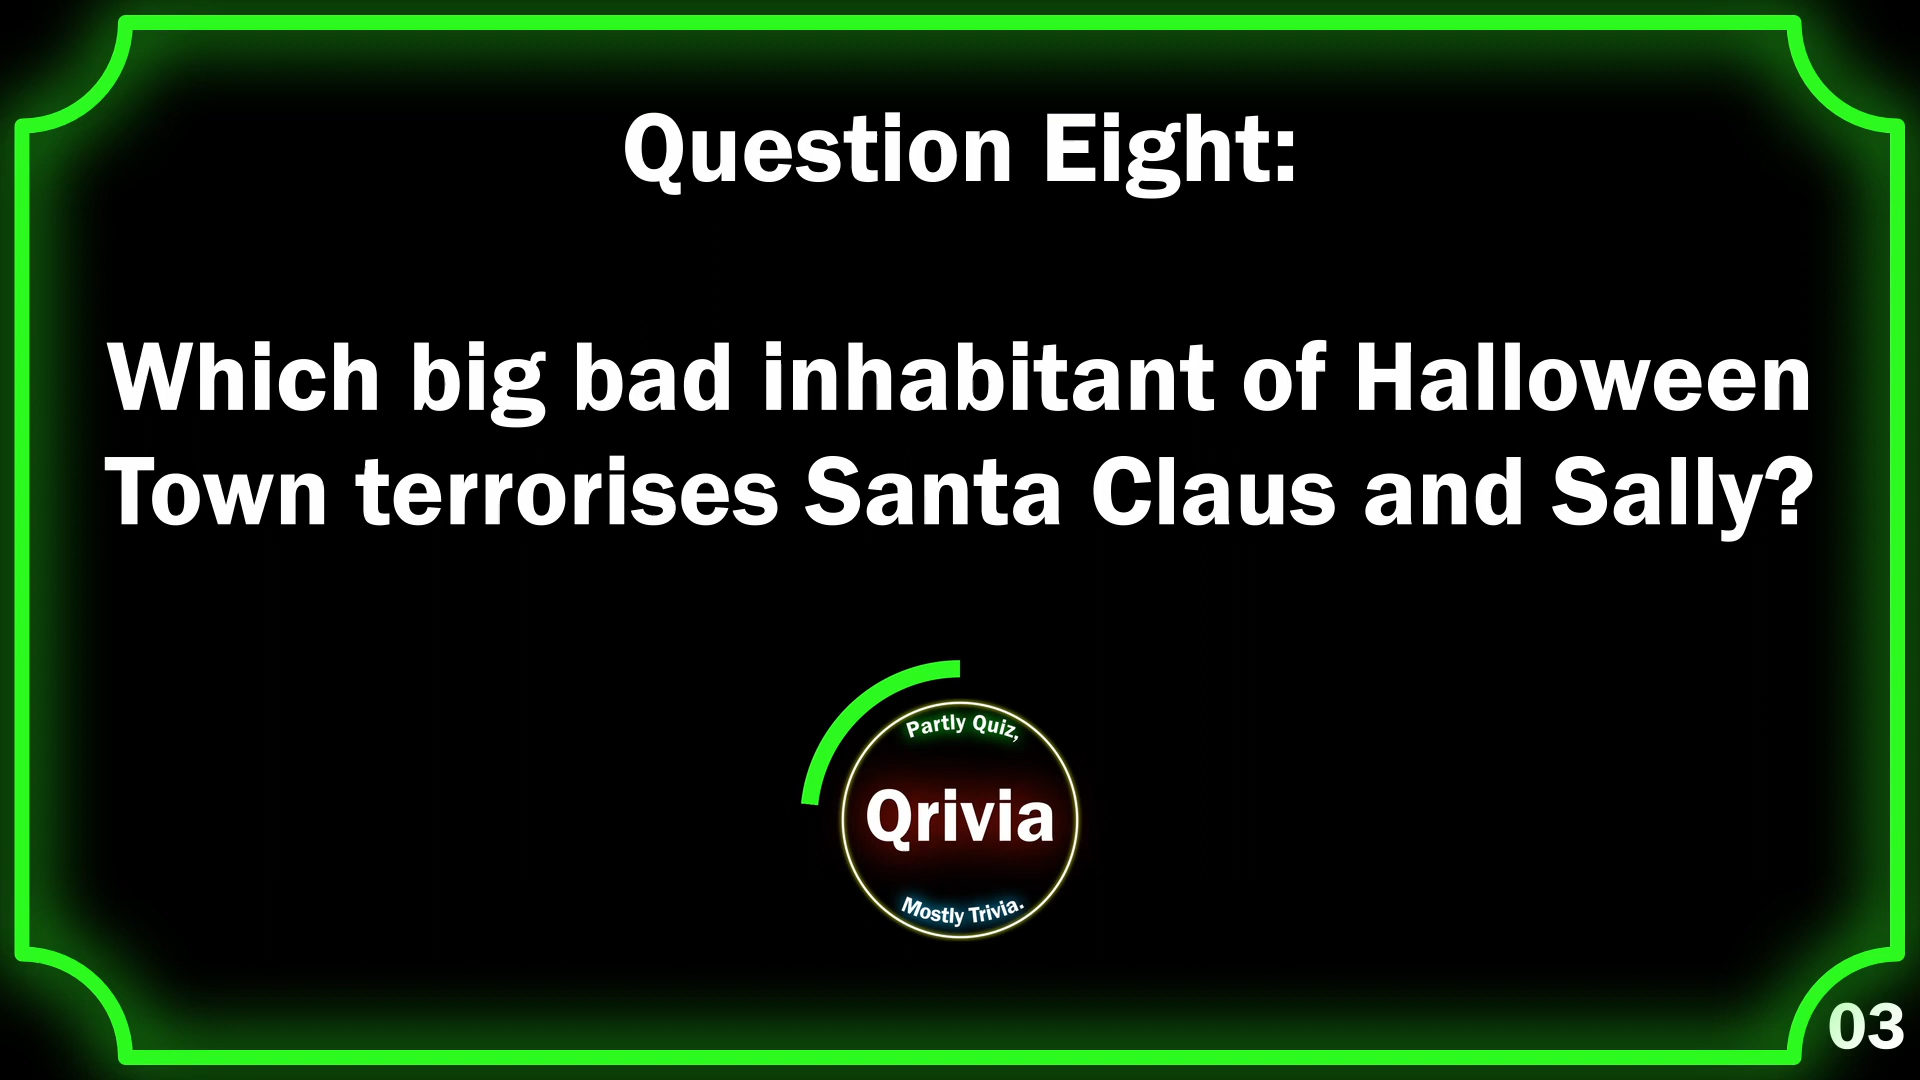 Question Eight:
Which big bad inhabitant of Halloween
Town terrorises Santa Claus and Sally?
Partly Quiz,
Qrivia
Mostly Trivia.
03